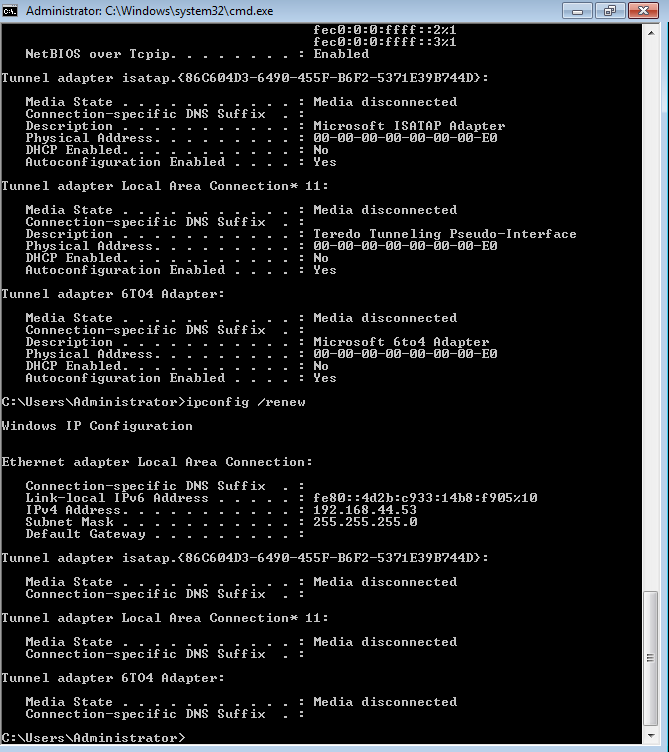 Administrator: C:\Windows\system32\cmd.exe
fec0:0:0:ffff::2%1
fec0:0:0:ffff::3%1
NetBIOS over Tcpip. . . . . . . . : Enabled
Tunnel adapter isatap.{86C604D3-6490-455F-B6F2-5371E39B744D}:
Media State . . . . . . . . . . . : Media disconnected
Connection-specific DNS Suffix  . :
Description . . . . . . . . . . . : Microsoft ISATAP Adapter
Physical Address. . . . . . . . . : 00-00-00-00-00-00-00-E0
DHCP Enabled. . . . . . . . . . . : No
Autoconfiguration Enabled . . . . : Yes
Tunnel adapter Local Area Connection* 11:
Media State . . . . . . . . . . . : Media disconnected
Connection-specific DNS Suffix  . :
Description . . . . . . . . . . . : Teredo Tunneling Pseudo-Interface
Physical Address. . . . . . . . . : 00-00-00-00-00-00-00-E0
DHCP Enabled. . . . . . . . . . . : No
Autoconfiguration Enabled . . . . : Yes
Tunnel adapter 6TO4 Adapter:
Media State . . . . . . . . . . . : Media disconnected
Connection-specific DNS Suffix  . :
Description . . . . . . . . . . . : Microsoft 6to4 Adapter
Physical Address. . . . . . . . . : 00-00-00-00-00-00-00-E0
DHCP Enabled. . . . . . . . . . . : No
Autoconfiguration Enabled . . . . : Yes
C:\Users\Administrator>ipconfig /renew
Windows IP Configuration
Ethernet adapter Local Area Connection:
Connection-specific DNS Suffix  . :
Link-local IPv6 Address . . . . . : fe80::4d2b:c933:14b8:f905%10
IPv4 Address. . . . . . . . . . . : 192.168.44.53
Subnet Mask . . . . . . . . . . . : 255.255.255.0
Default Gateway . . . . . . . . . :
Tunnel adapter isatap.{86C604D3-6490-455F-B6F2-5371E39B744D}:
Media State . . . . . . . . . . . : Media disconnected
Connection-specific DNS Suffix  . :
Tunnel adapter Local Area Connection* 11:
Media State . . . . . . . . . . . : Media disconnected
Connection-specific DNS Suffix  . :
Tunnel adapter 6TO4 Adapter:
Media State . . . . . . . . . . . : Media disconnected
Connection-specific DNS Suffix  . :
C:\Users\Administrator>